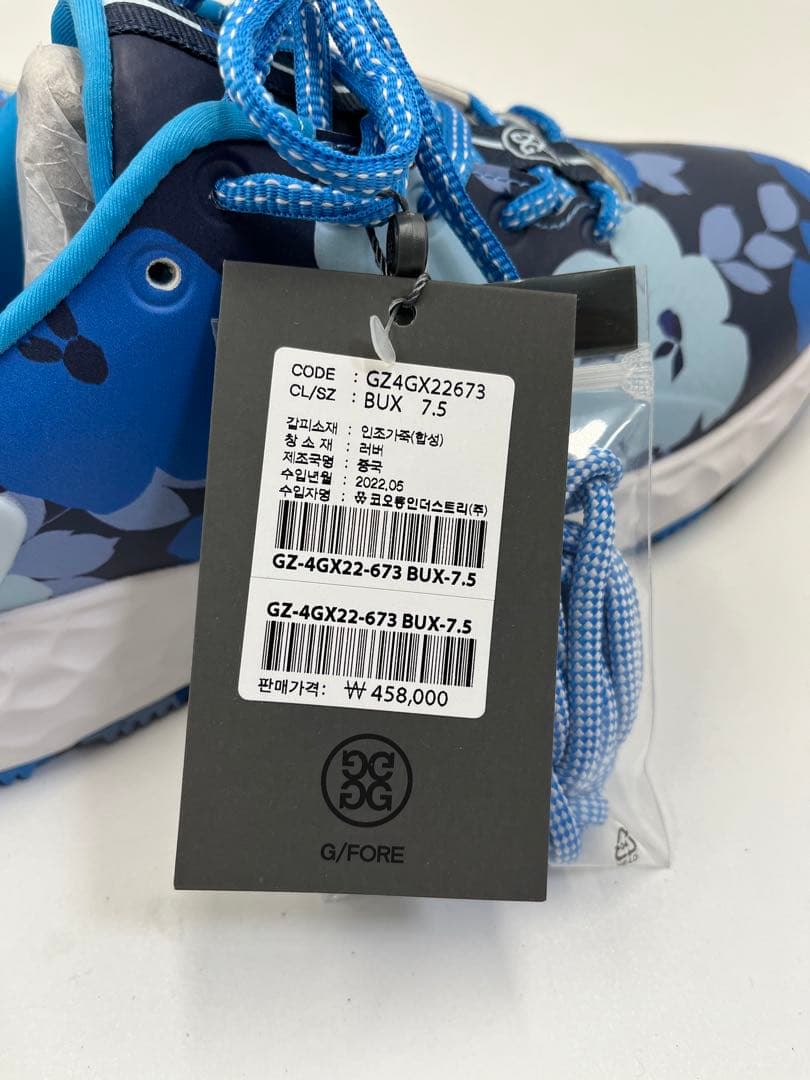 CODE : GZ4GX22673
CL/SZ : BUX 7.5
갑피소재 : 인조가죽(합성)
창 소 재 : 러버
제조국명 : 중국
수입년월 : 2022.05
수입자명 : 코오롱인더스트리(주)
GZ-4GX22-673 BUX-7.5
GZ-4GX22-673 BUX-7.5
판매가격: ₩ 458,000
G/FORE